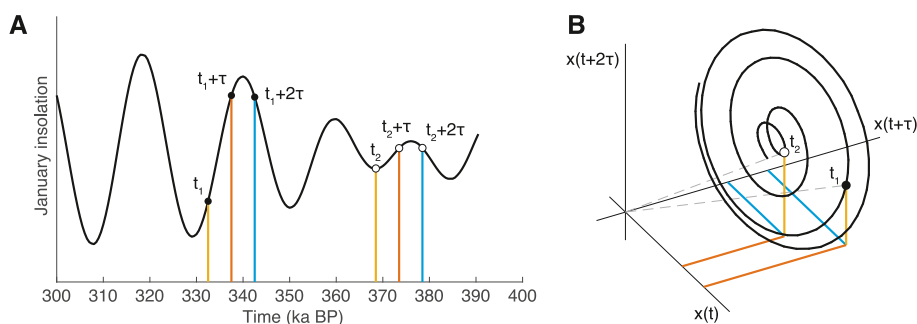 A
January insolation
t₁
t₁+τ
t₁+2τ
t₂
t₂+τ
t₂+2τ
300 310 320 330 340 350 360 370 380 390 400
Time (ka BP)
B
x(t+2τ)
x(t+τ)
t₂
t₁
x(t)